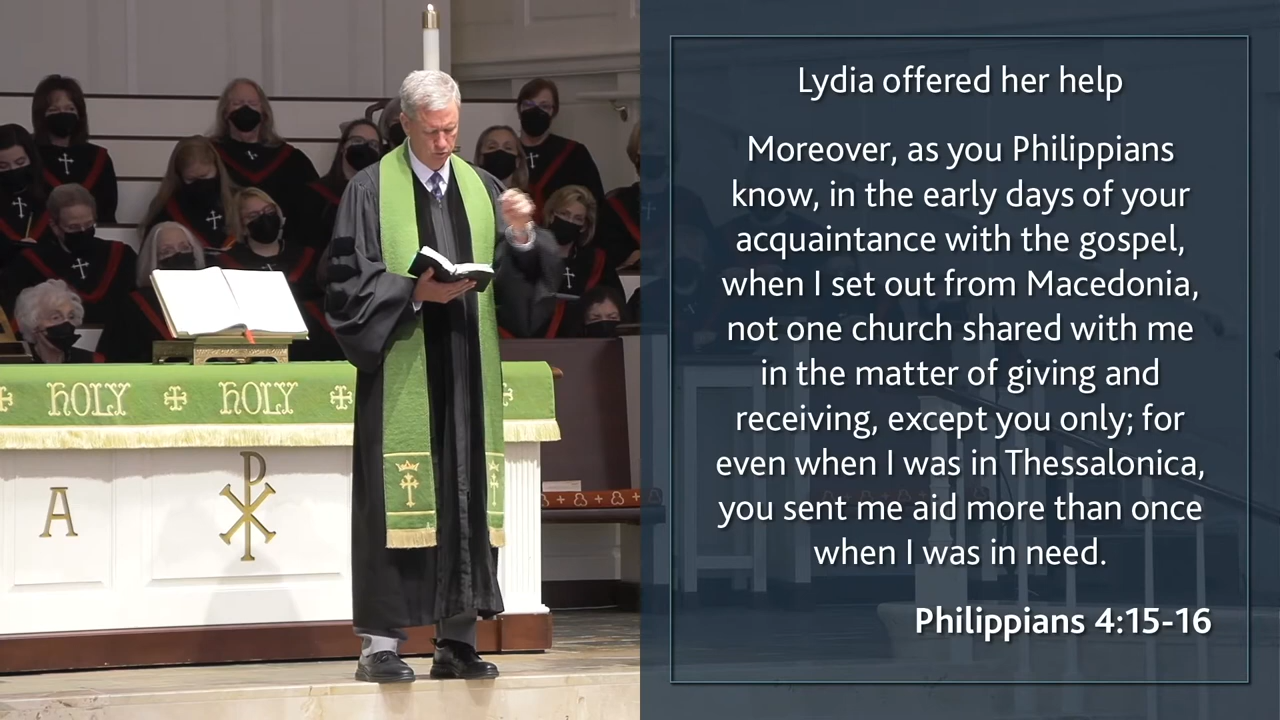 HOLY HOLY
A ☧
Lydia offered her help
Moreover, as you Philippians
know, in the early days of your
acquaintance with the gospel,
when I set out from Macedonia,
not one church shared with me
in the matter of giving and
receiving, except you only; for
even when I was in Thessalonica,
you sent me aid more than once
when I was in need.
Philippians 4:15-16